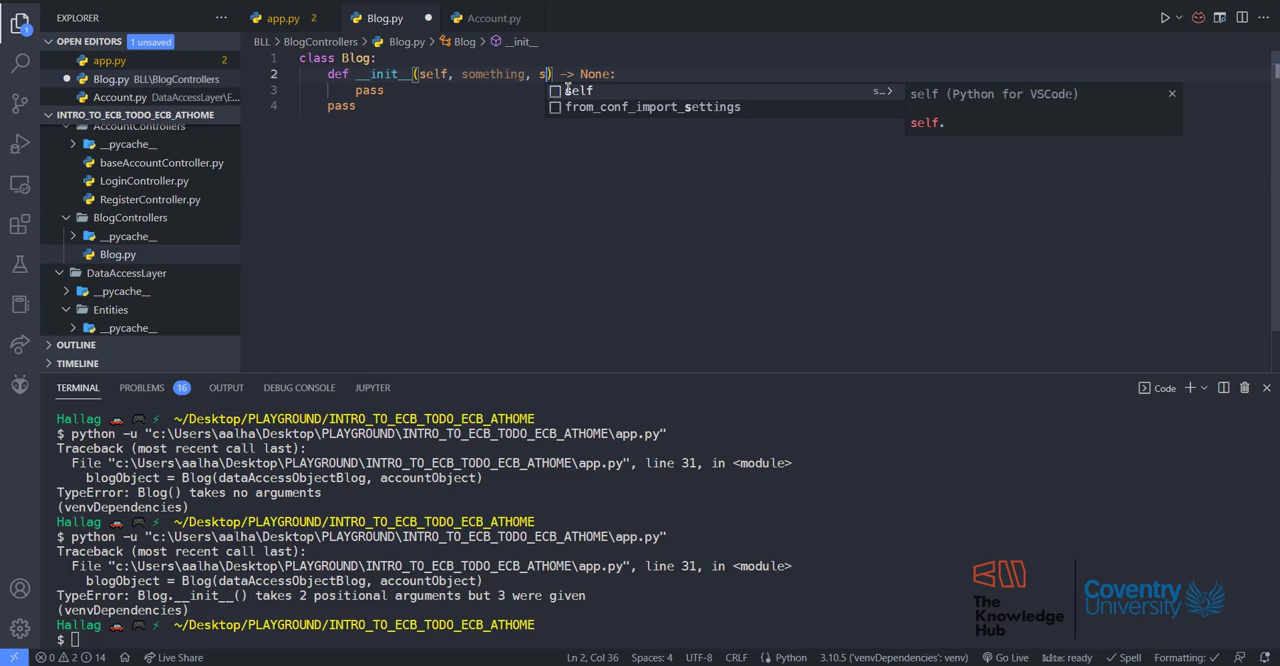 EXPLORER
app.py 2
Blog.py
Account.py
OPEN EDITORS 1 unsaved
BLL > BlogControllers > Blog.py > Blog > __init__
app.py 2
Blog.py BLL\BlogControllers
Account.py DataAccessLayer\E...
INTRO_TO_ECB_TODO_ECB_ATHOME
AccountControllers
__pycache__
baseAccountController.py
LoginController.py
RegisterController.py
BlogControllers
__pycache__
Blog.py
DataAccessLayer
__pycache__
Entities
__pycache__
OUTLINE
TIMELINE
1 class Blog:
2 def __init__(self, something, s) -> None:
3 pass
4 pass
self s...>
from_conf_import_settings
self (Python for VSCode)
self.
TERMINAL PROBLEMS 16 OUTPUT DEBUG CONSOLE JUPYTER
Code
Hallag ~/Desktop/PLAYGROUND/INTRO_TO_ECB_TODO_ECB_ATHOME
$ python -u "c:\Users\aalha\Desktop\PLAYGROUND\INTRO_TO_ECB_TODO_ECB_ATHOME\app.py"
Traceback (most recent call last):
File "c:\Users\aalha\Desktop\PLAYGROUND\INTRO_TO_ECB_TODO_ECB_ATHOME\app.py", line 31, in <module>
blogObject = Blog(dataAccessObjectBlog, accountObject)
TypeError: Blog() takes no arguments
(venvDependencies)
Hallag ~/Desktop/PLAYGROUND/INTRO_TO_ECB_TODO_ECB_ATHOME
$ python -u "c:\Users\aalha\Desktop\PLAYGROUND\INTRO_TO_ECB_TODO_ECB_ATHOME\app.py"
Traceback (most recent call last):
File "c:\Users\aalha\Desktop\PLAYGROUND\INTRO_TO_ECB_TODO_ECB_ATHOME\app.py", line 31, in <module>
blogObject = Blog(dataAccessObjectBlog, accountObject)
TypeError: Blog.__init__() takes 2 positional arguments but 3 were given
(venvDependencies)
Hallag ~/Desktop/PLAYGROUND/INTRO_TO_ECB_TODO_ECB_ATHOME
$
The Knowledge Hub
Coventry University
0 2 14 Live Share Ln 2, Col 36 Spaces: 4 UTF-8 CRLF Python 3.10.5 ('venvDependencies': venv) Go Live kite: ready Spell Formatting: